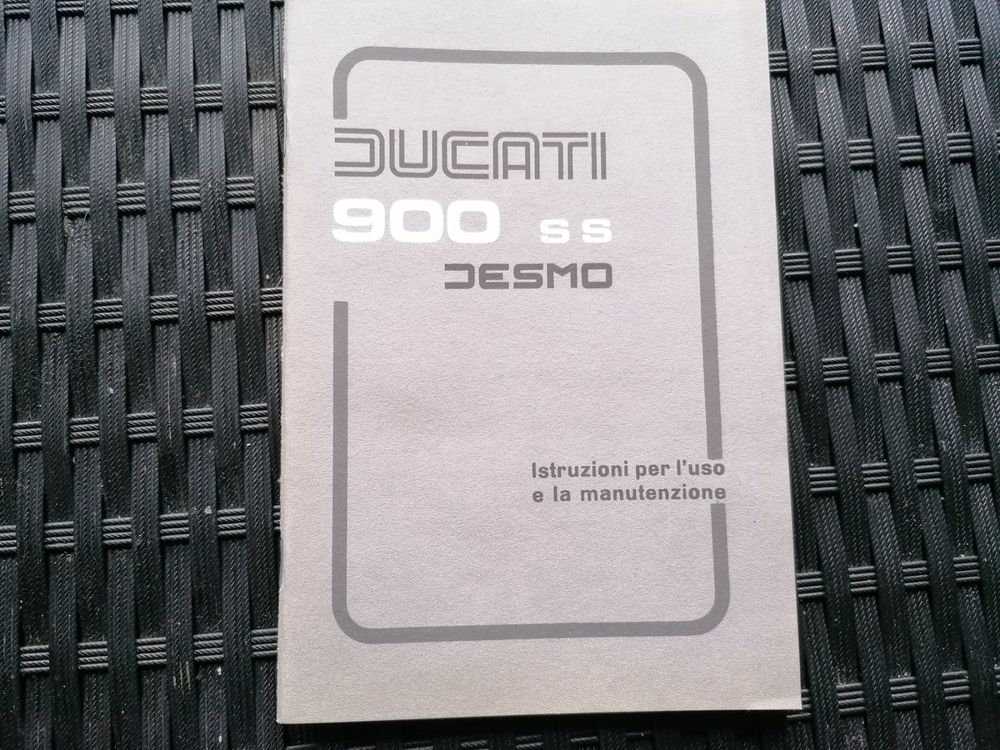 DUCATI
900 SS
DESMO
Istruzioni per l'uso
e la manutenzione